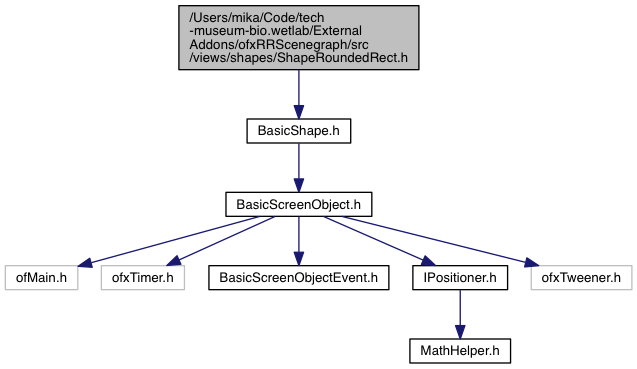 /Users/mika/Code/tech
-museum-bio.wetlab/External
Addons/ofxRRScenegraph/src
/views/shapes/ShapeRoundedRect.h
BasicShape.h
BasicScreenObject.h
ofMain.h
ofxTimer.h
BasicScreenObjectEvent.h
IPositioner.h
ofxTweener.h
MathHelper.h